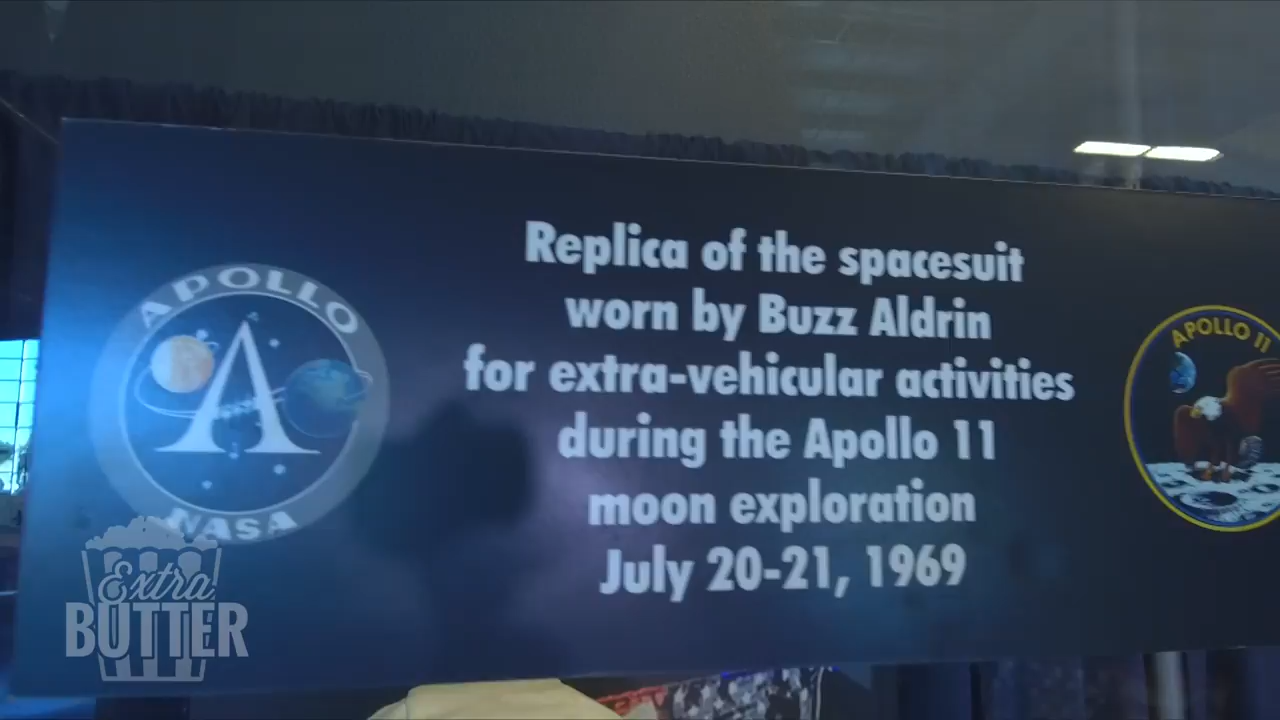 APOLLO
NASA
Replica of the spacesuit
worn by Buzz Aldrin
for extra-vehicular activities
during the Apollo 11
moon exploration
July 20-21, 1969
APOLLO 11
Extra
BUTTER